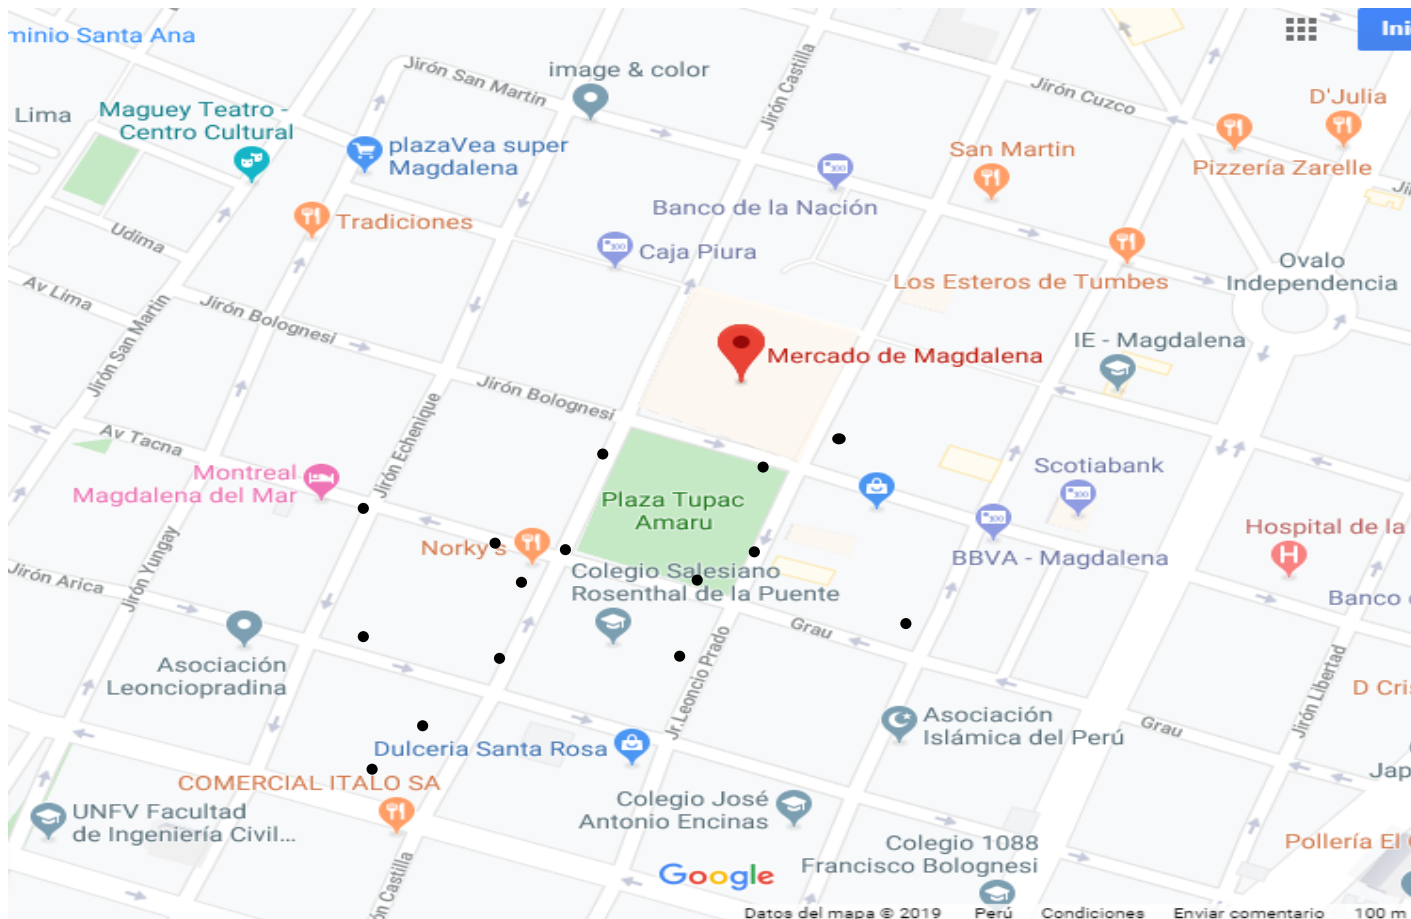 minio Santa Ana
Lima
Maguey Teatro -
Centro Cultural
Jirón San Martin
image & color
plazaVea super
Magdalena
Jirón Castilla
Jirón Cuzco
D'Julia
Pizzería Zarelle
San Martin
Banco de la Nación
Tradiciones
Udima
Caja Piura
Av Lima
Jirón Bolognesi
Jirón San Martin
Los Esteros de Tumbes
Ovalo
Independencia
IE - Magdalena
Mercado de Magdalena
Jirón Bolognesi
Jirón Echenique
Av Tacna
Montreal
Magdalena del Mar
Plaza Tupac
Amaru
Scotiabank
Norky's
BBVA - Magdalena
Hospital de la
Jirón Yungay
Jirón Arica
Colegio Salesiano
Rosenthal de la Puente
Banco
Grau
Asociación
Leonciopradina
Jr. Leoncio Prado
Jirón Libertad
D Cris
Asociación
Islámica del Perú
Grau
Dulceria Santa Rosa
COMERCIAL ITALO SA
Jap
UNFV Facultad
de Ingeniería Civil...
Colegio José
Antonio Encinas
Colegio 1088
Francisco Bolognesi
Pollería El
ón Castilla
Google
Datos del mapa © 2019 Perú Condiciones Enviar comentario 100 m